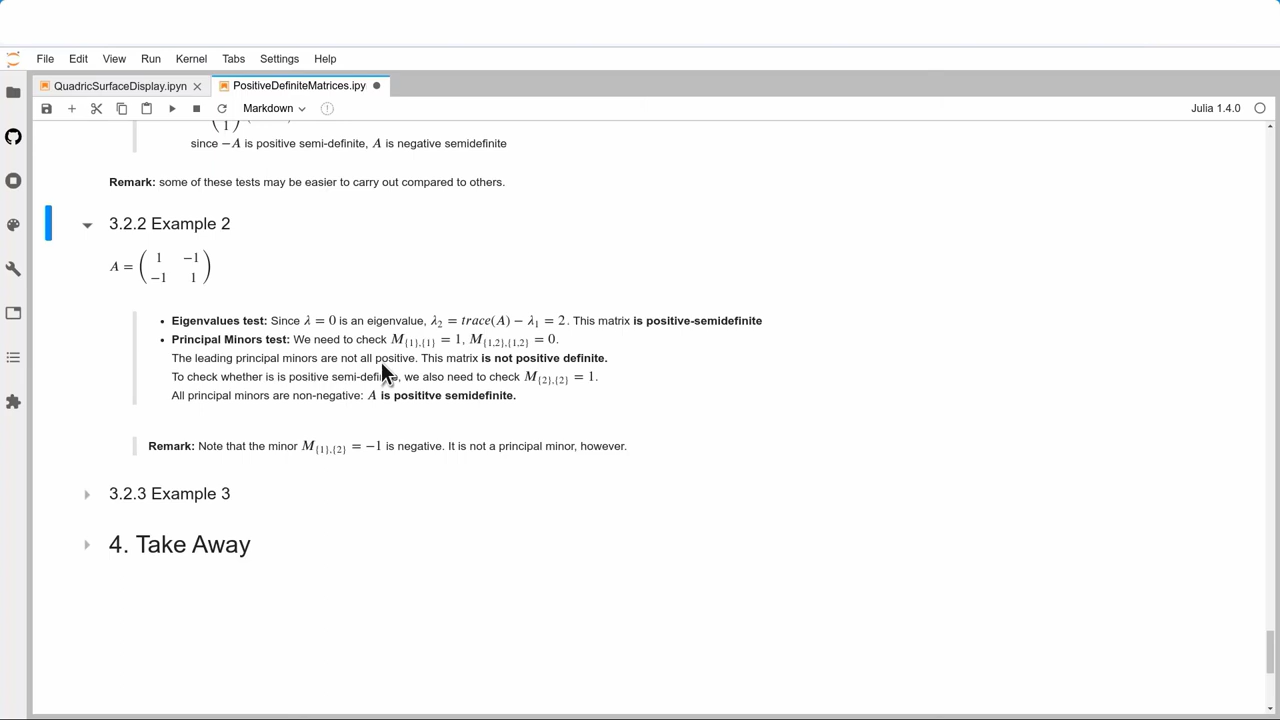 File Edit View Run Kernel Tabs Settings Help
QuadricSurfaceDisplay.ipyn PositiveDefiniteMatrices.ipy
Markdown Julia 1.4.0
1
since −A is positive semi-definite, A is negative semidefinite
Remark: some of these tests may be easier to carry out compared to others.
3.2.2 Example 2
A = ( 1 −1
−1 1 )
• Eigenvalues test: Since λ = 0 is an eigenvalue, λ₂ = trace(A) − λ₁ = 2. This matrix is positive-semidefinite
• Principal Minors test: We need to check M{1},{1} = 1, M{1,2},{1,2} = 0.
The leading principal minors are not all positive. This matrix is not positive definite.
To check whether is is positive semi-definite, we also need to check M{2},{2} = 1.
All principal minors are non-negative: A is posititve semidefinite.
Remark: Note that the minor M{1},{2} = −1 is negative. It is not a principal minor, however.
3.2.3 Example 3
4. Take Away